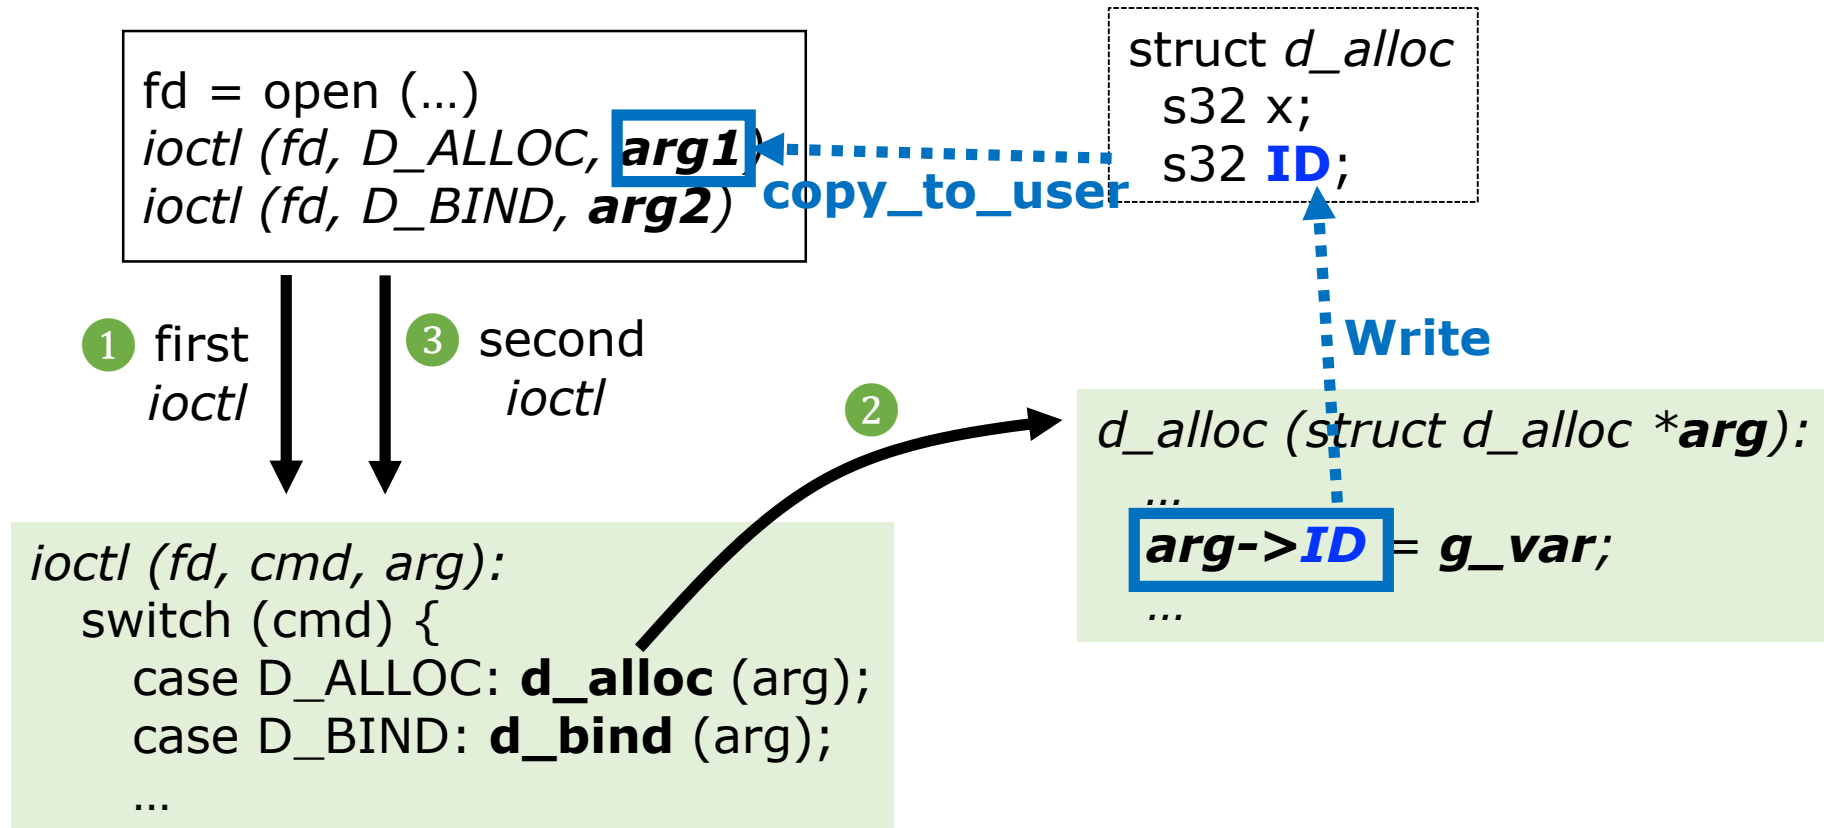 fd = open (…)
ioctl (fd, D_ALLOC, arg1)
ioctl (fd, D_BIND, arg2)
struct d_alloc
s32 x;
s32 ID;
copy_to_user
1 first
ioctl
3 second
ioctl
2
Write
d_alloc (struct d_alloc *arg):
…
arg->ID = g_var;
…
ioctl (fd, cmd, arg):
switch (cmd) {
case D_ALLOC: d_alloc (arg);
case D_BIND: d_bind (arg);
…